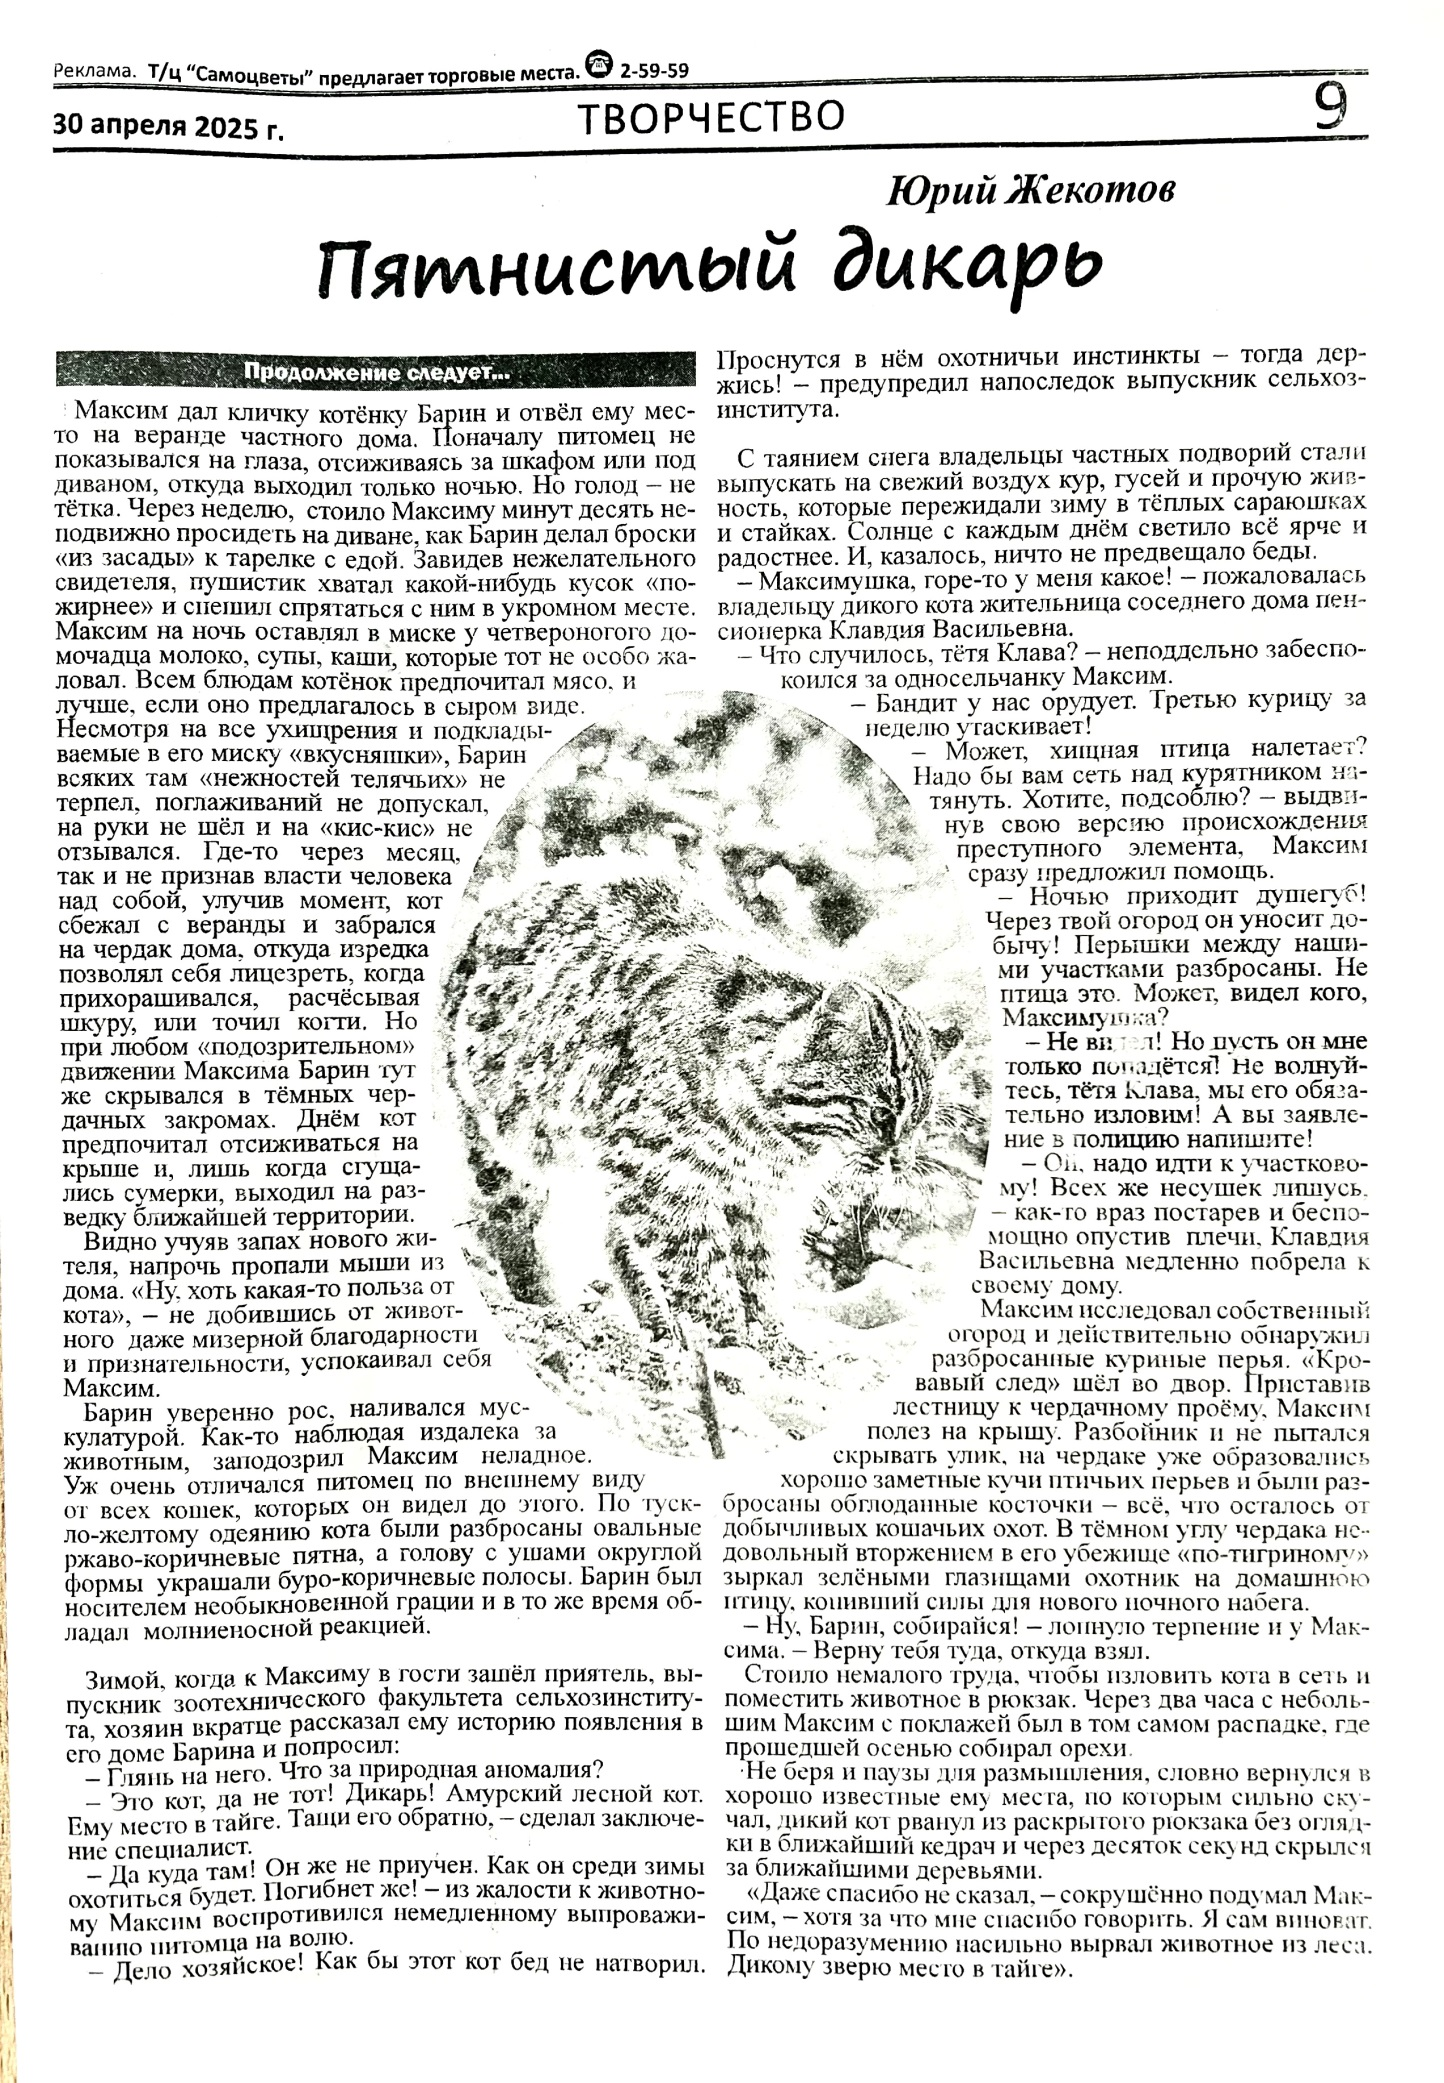 Реклама. Т/ц "Самоцветы" предлагает торговые места. 2-59-59
30 апреля 2025 г.
ТВОРЧЕСТВО
9
Юрий Жекотов
Пятнистый дикарь
Продолжение следует...
Максим дал кличку котёнку Барин и отвёл ему мес-
то на веранде частного дома. Поначалу питомец не
показывался на глаза, отсиживаясь за шкафом или под
диваном, откуда выходил только ночью. Но голод – не
тётка. Через неделю, стоило Максиму минут десять не-
подвижно просидеть на диване, как Барин делал броски
«из засады» к тарелке с едой. Завидев нежелательного
свидетеля, пушистик хватал какой-нибудь кусок «по-
жирнее» и спешил спрятаться с ним в укромном месте.
Максим на ночь оставлял в миске у четвероногого до-
мочадца молоко, супы, каши, которые тот не особо жа-
ловал. Всем блюдам котёнок предпочитал мясо, и
лучше, если оно предлагалось в сыром виде.
Несмотря на все ухищрения и подклады-
ваемые в его миску «вкусняшки», Барин
всяких там «нежностей телячьих» не
терпел, поглаживаний не допускал,
на руки не шёл и на «кис-кис» не
отзывался. Где-то через месяц,
так и не признав власти человека
над собой, улучив момент, кот
сбежал с веранды и забрался
на чердак дома, откуда изредка
позволял себя лицезреть, когда
прихорашивался, расчёсывая
шкуру, или точил когти. Но
при любом «подозрительном»
движении Максима Барин тут
же скрывался в тёмных чер-
дачных закромах. Днём кот
предпочитал отсиживаться на
крыше и, лишь когда сгуща-
лись сумерки, выходил на раз-
ведку ближайшей территории.
Видно учуяв запах нового жи-
теля, напрочь пропали мыши из
дома. «Ну, хоть какая-то польза от
кота», – не добившись от живот-
ного даже мизерной благодарности
и признательности, успокаивал себя
Максим.
Барин уверенно рос, наливался мус-
кулатурой. Как-то наблюдая издалека за
животным, заподозрил Максим неладное.
Уж очень отличался питомец по внешнему виду
от всех кошек, которых он видел до этого. По туск-
ло-желтому одеянию кота были разбросаны овальные
ржаво-коричневые пятна, а голову с ушами округлой
формы украшали буро-коричневые полосы. Барин был
носителем необыкновенной грации и в то же время об-
ладал молниеносной реакцией.
Зимой, когда к Максиму в гости зашёл приятель, вы-
пускник зоотехнического факультета сельхозинститу-
та, хозяин вкратце рассказал ему историю появления в
его доме Барина и попросил:
– Глянь на него. Что за природная аномалия?
– Это кот, да не тот! Дикарь! Амурский лесной кот.
Ему место в тайге. Тащи его обратно, – сделал заключе-
ние специалист.
– Да куда там! Он же не приучен. Как он среди зимы
охотиться будет. Погибнет же! – из жалости к животно-
му Максим воспротивился немедленному выпроважи-
ванию питомца на волю.
– Дело хозяйское! Как бы этот кот бед не натворил.
Проснутся в нём охотничьи инстинкты – тогда дер-
жись! – предупредил напоследок выпускник сельхоз-
института.
С таянием снега владельцы частных подворий стали
выпускать на свежий воздух кур, гусей и прочую жив-
ность, которые пережидали зиму в тёплых сараюшках
и стайках. Солнце с каждым днём светило всё ярче и
радостнее. И, казалось, ничто не предвещало беды.
– Максимушка, горе-то у меня какое! – пожаловалась
владельцу дикого кота жительница соседнего дома пен-
сионерка Клавдия Васильевна.
– Что случилось, тётя Клава? – неподдельно забеспо-
коился за односельчанку Максим.
– Бандит у нас орудует. Третью курицу за
неделю утаскивает!
– Может, хищная птица налетает?
Надо бы вам сеть над курятником на-
тянуть. Хотите, подсоблю? – выдви-
нув свою версию происхождения
преступного элемента, Максим
сразу предложил помощь.
– Ночью приходит душегуб!
Через твой огород он уносит до-
бычу! Перышки между наши-
ми участками разбросаны. Не
птица это. Может, видел кого,
Максимушка?
– Не видел! Но пусть он мне
только попадётся! Не волнуй-
тесь, тётя Клава, мы его обяза-
тельно изловим! А вы заявле-
ние в полицию напишите!
– Ой, надо идти к участково-
му! Всех же несушек лишусь,
– как-то враз постарев и беспо-
мощно опустив плечи, Клавдия
Васильевна медленно побрела к
своему дому.
Максим исследовал собственный
огород и действительно обнаружил
разбросанные куриные перья. «Кро-
вавый след» шёл во двор. Приставив
лестницу к чердачному проёму, Максим
полез на крышу. Разбойник и не пытался
скрывать улик, на чердаке уже образовались
хорошо заметные кучи птичьих перьев и были раз-
бросаны обглоданные косточки – всё, что осталось от
добычливых кошачьих охот. В тёмном углу чердака не-
довольный вторжением в его убежище «по-тигриному»
зыркал зелёными глазищами охотник на домашнюю
птицу, копивший силы для нового ночного набега.
– Ну, Барин, собирайся! – лопнуло терпение и у Мак-
сима. – Верну тебя туда, откуда взял.
Стоило немалого труда, чтобы изловить кота в сеть и
поместить животное в рюкзак. Через два часа с неболь-
шим Максим с поклажей был в том самом распадке, где
прошедшей осенью собирал орехи.
Не беря и паузы для размышления, словно вернулся в
хорошо известные ему места, по которым сильно ску-
чал, дикий кот рванул из раскрытого рюкзака без огляд-
ки в ближайший кедрач и через десяток секунд скрылся
за ближайшими деревьями.
«Даже спасибо не сказал, – сокрушённо подумал Мак-
сим, – хотя за что мне спасибо говорить. Я сам виноват.
По недоразумению насильно вырвал животное из леса.
Дикому зверю место в тайге».